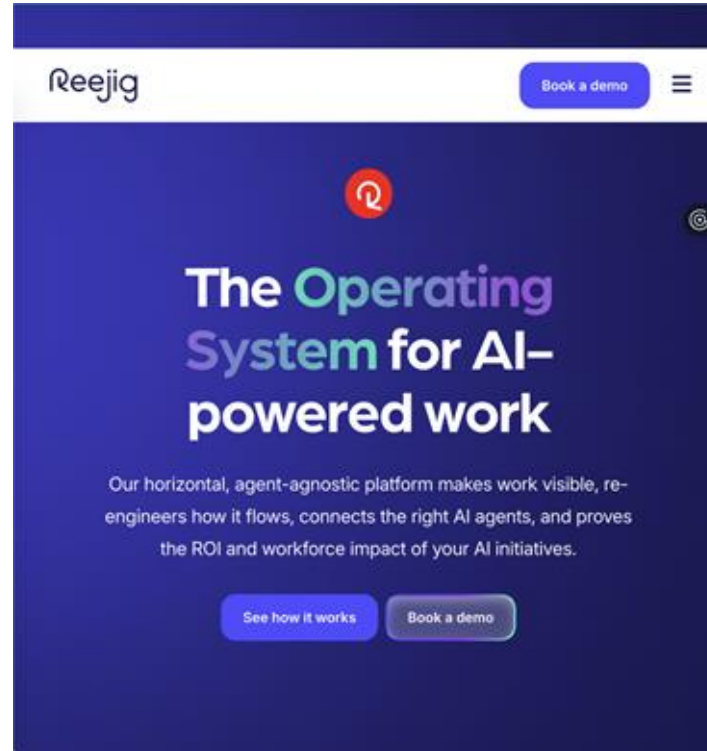 Reejig
Book a demo
The Operating
System for AI–
powered work
Our horizontal, agent-agnostic platform makes work visible, re-
engineers how it flows, connects the right AI agents, and proves
the ROI and workforce impact of your AI initiatives.
See how it works
Book a demo